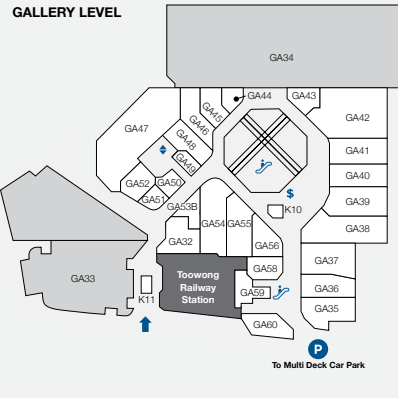 GALLERY LEVEL
GA34
GA44
GA43
GA45
GA42
GA47
GA46
GA48
GA41
GA49
GA40
GA52
GA50
$
GA51
GA39
GA53B
K10
GA54
GA55
GA38
GA32
GA56
GA37
GA58
GA33
Toowong
Railway
Station
GA36
K11
GA59
GA35
GA60
P
To Multi Deck Car Park